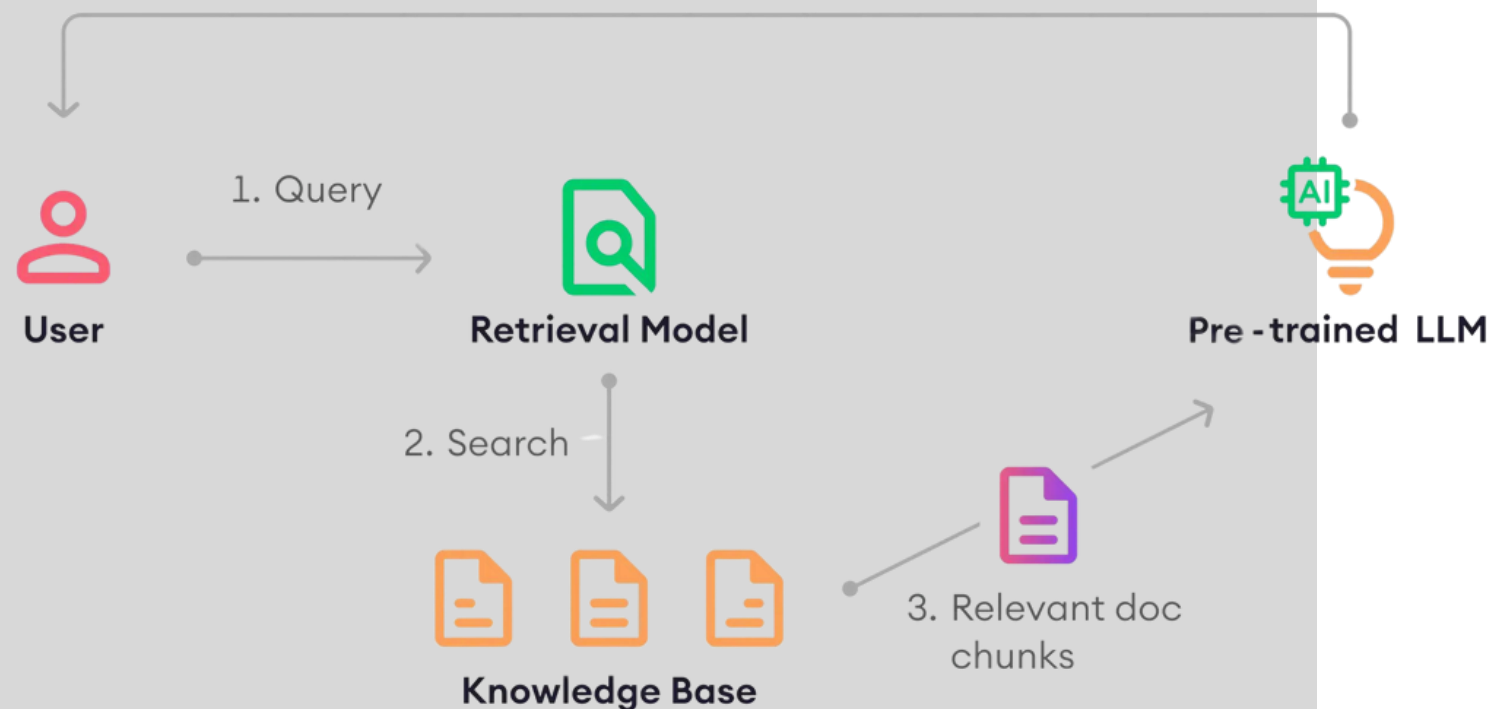 1. Query
AI
User
Retrieval Model
Pre-trained LLM
2. Search
3. Relevant doc
chunks
Knowledge Base